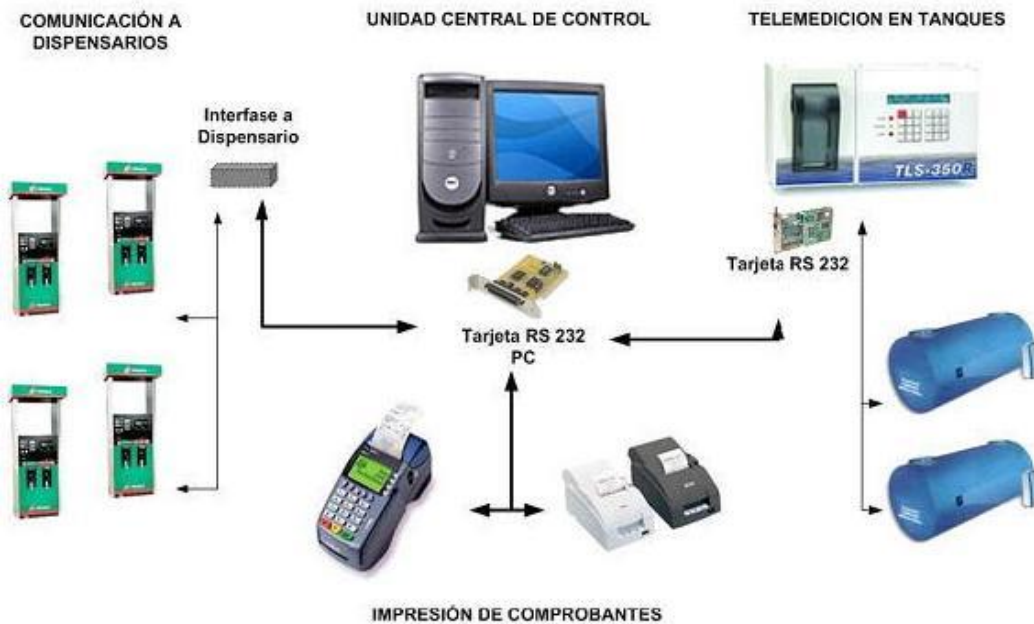 COMUNICACIÓN A
DISPENSARIOS
UNIDAD CENTRAL DE CONTROL
TELEMEDICION EN TANQUES
Interfase a
Dispensario
TLS-350R
Tarjeta RS 232
Tarjeta RS 232
PC
IMPRESIÓN DE COMPROBANTES